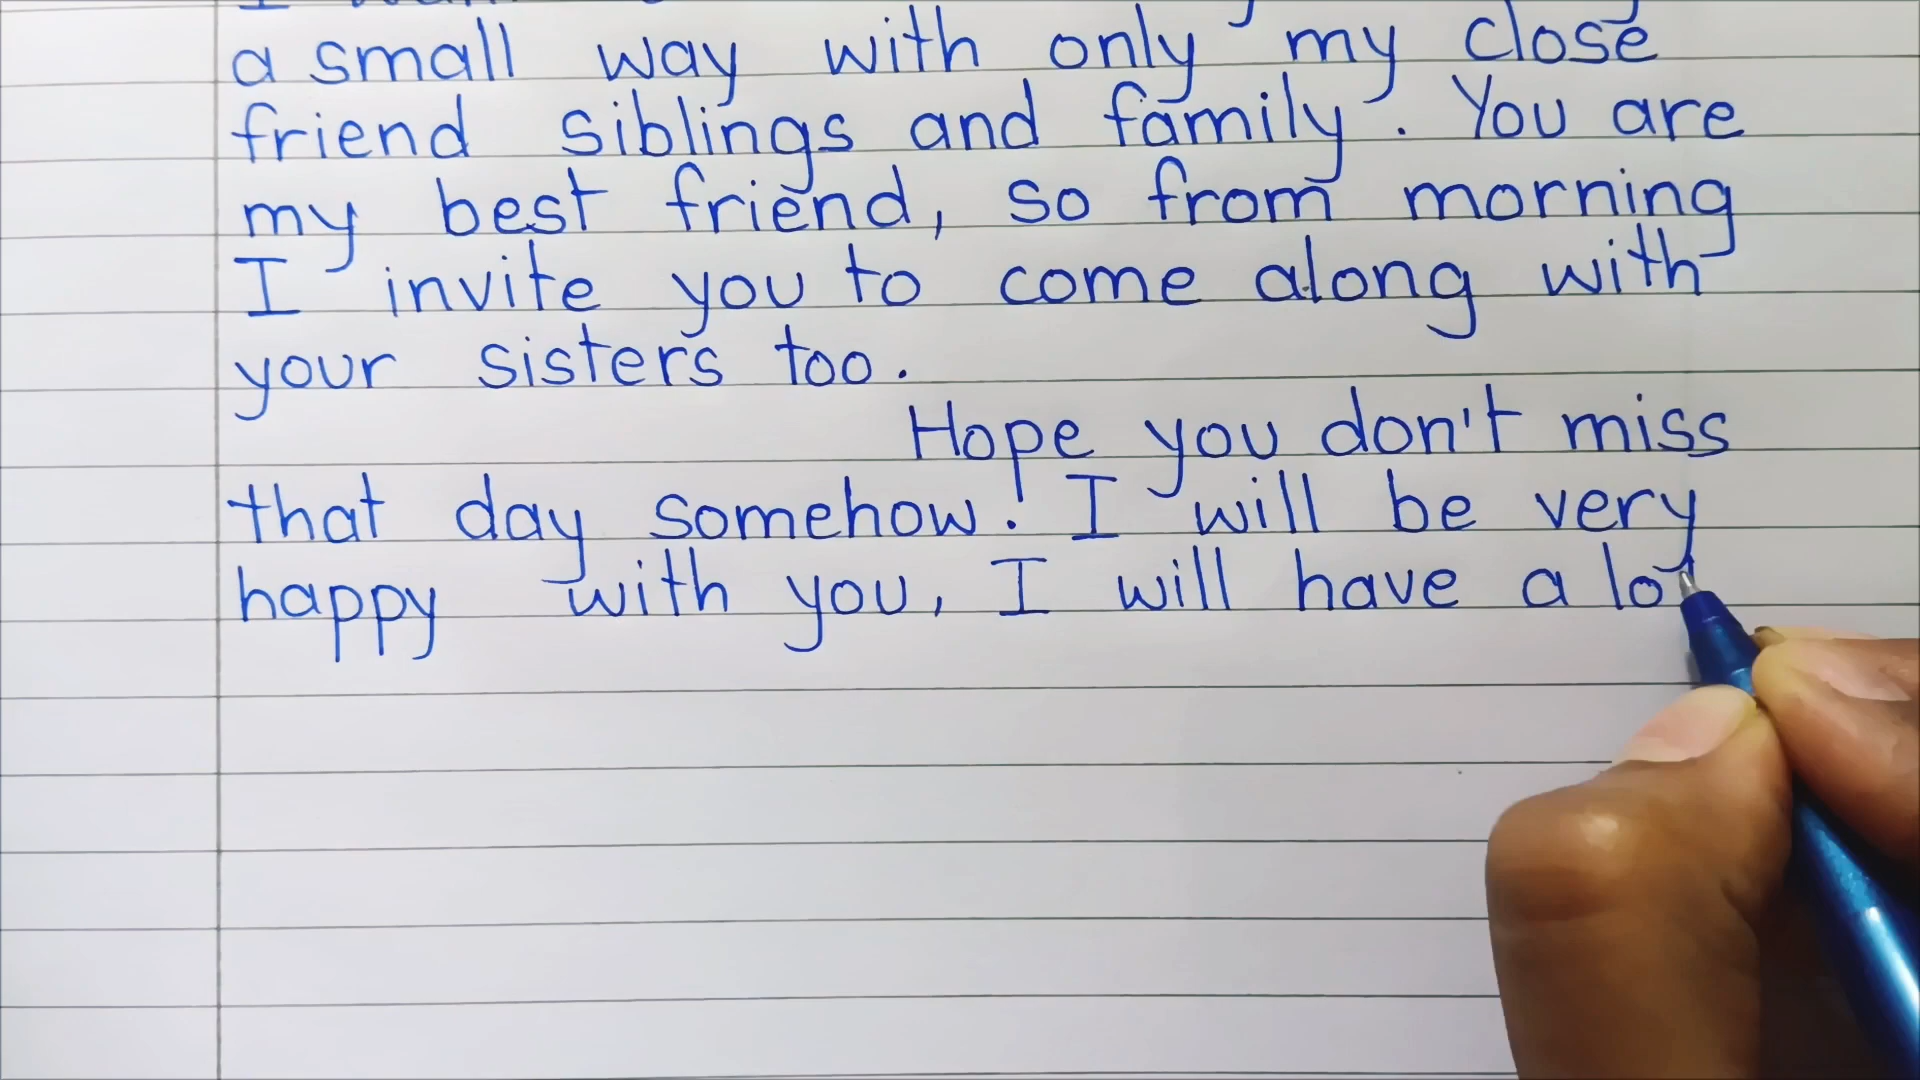 a small way with only my close
friend siblings and family. You are
my best friend, so from morning
I invite you to come along with
your sisters too.
Hope you don't miss
that day somehow. I will be very
happy with you, I will have a lo